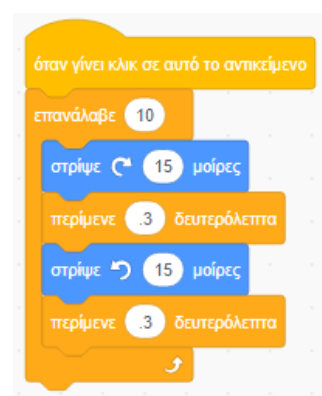 όταν γίνει κλικ σε αυτό το αντικείμενο
επανάλαβε 10
στρίψε 15 μοίρες
περίμενε .3 δευτερόλεπτα
στρίψε 15 μοίρες
περίμενε .3 δευτερόλεπτα